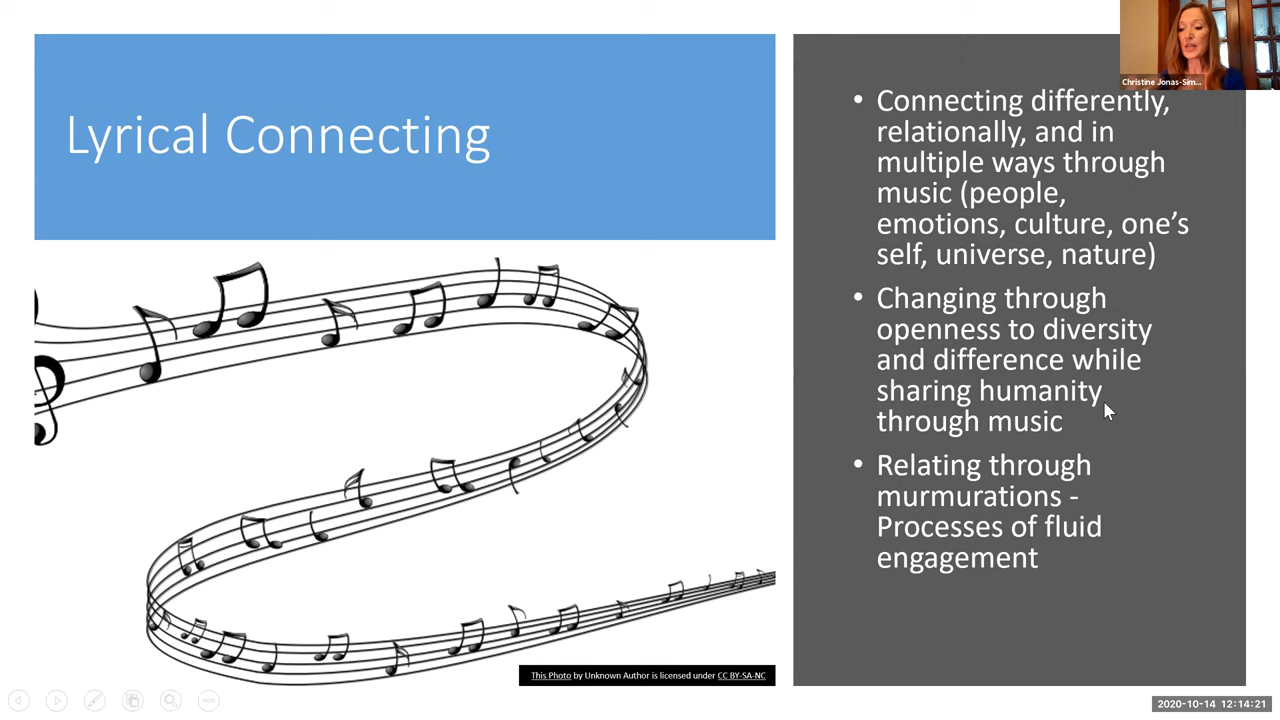 Lyrical Connecting
Christine Jonas-Sim...
• Connecting differently,
relationally, and in
multiple ways through
music (people,
emotions, culture, one's
self, universe, nature)
• Changing through
openness to diversity
and difference while
sharing humanity
through music
• Relating through
murmurations -
Processes of fluid
engagement
This Photo by Unknown Author is licensed under CC BY-SA-NC
2020-10-14 12:14:21